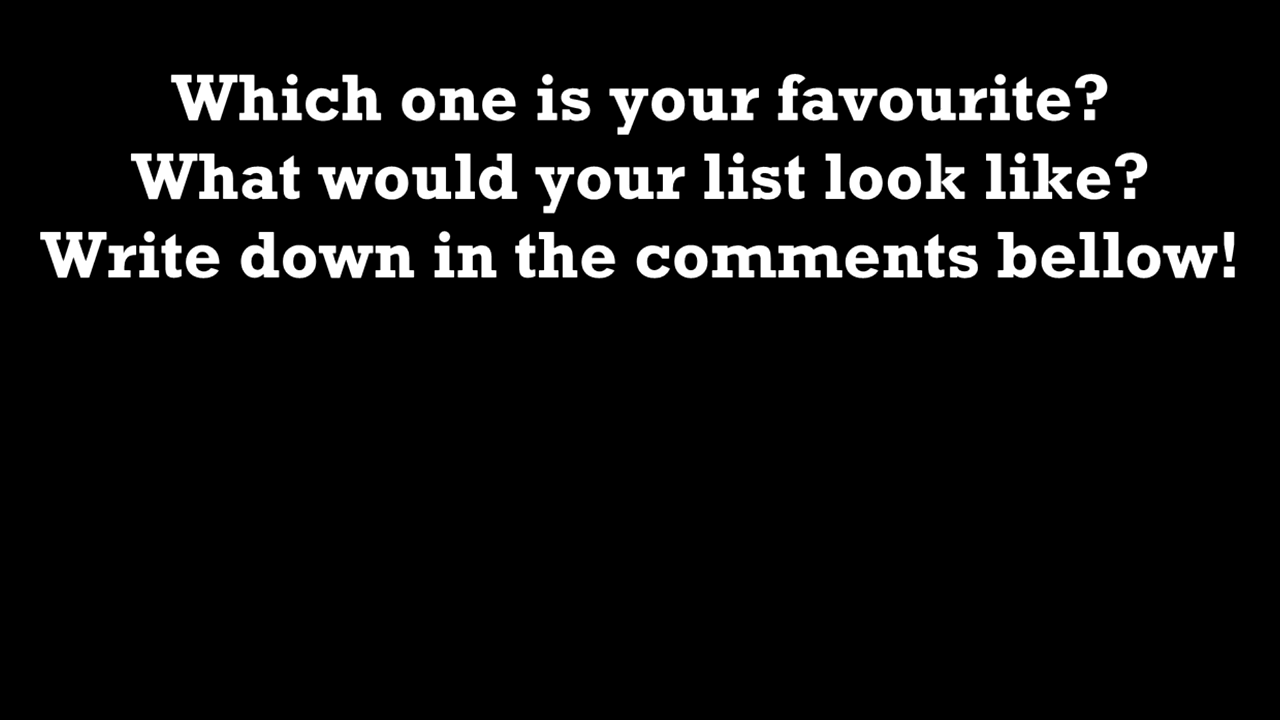 Which one is your favourite?
What would your list look like?
Write down in the comments bellow!